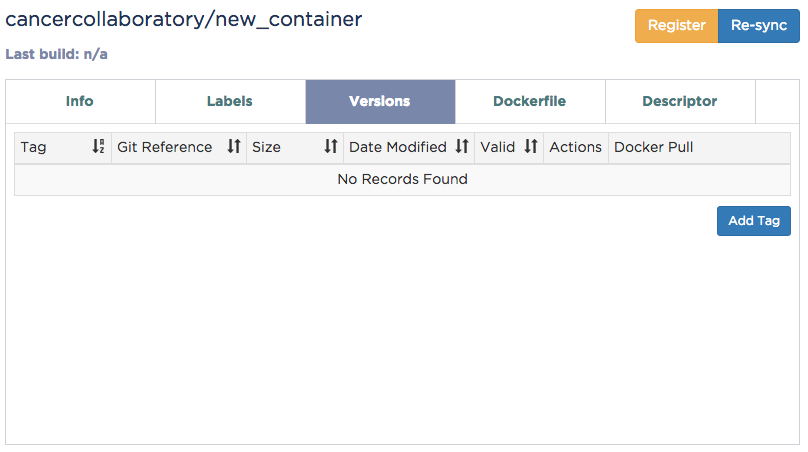 cancercollaboratory/new_container
Register Re-sync
Last build: n/a
Info Labels Versions Dockerfile Descriptor
Tag Git Reference Size Date Modified Valid Actions Docker Pull
No Records Found
Add Tag